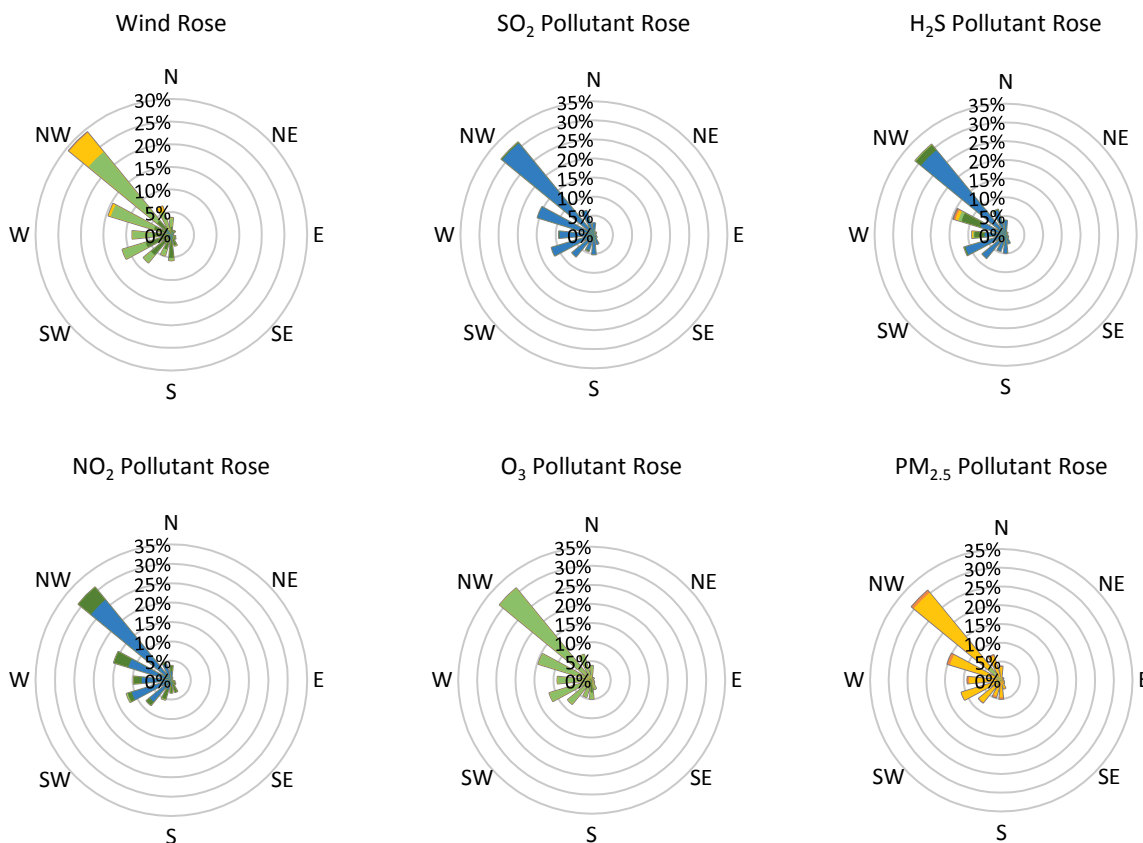 Wind Rose
N
30%
25%
20%
15%
10%
5%
0%
NW
NE
W
E
SW
SE
S
SO₂ Pollutant Rose
N
35%
30%
25%
20%
15%
10%
5%
0%
NW
NE
W
E
SW
SE
S
H₂S Pollutant Rose
N
35%
30%
25%
20%
15%
10%
5%
0%
NW
NE
W
E
SW
SE
S
NO₂ Pollutant Rose
N
35%
30%
25%
20%
15%
10%
5%
0%
NW
NE
W
E
SW
SE
S
O₃ Pollutant Rose
N
35%
30%
25%
20%
15%
10%
5%
0%
NW
NE
W
E
SW
SE
S
PM₂.₅ Pollutant Rose
N
35%
30%
25%
20%
15%
10%
5%
0%
NW
NE
W
E
SW
SE
S